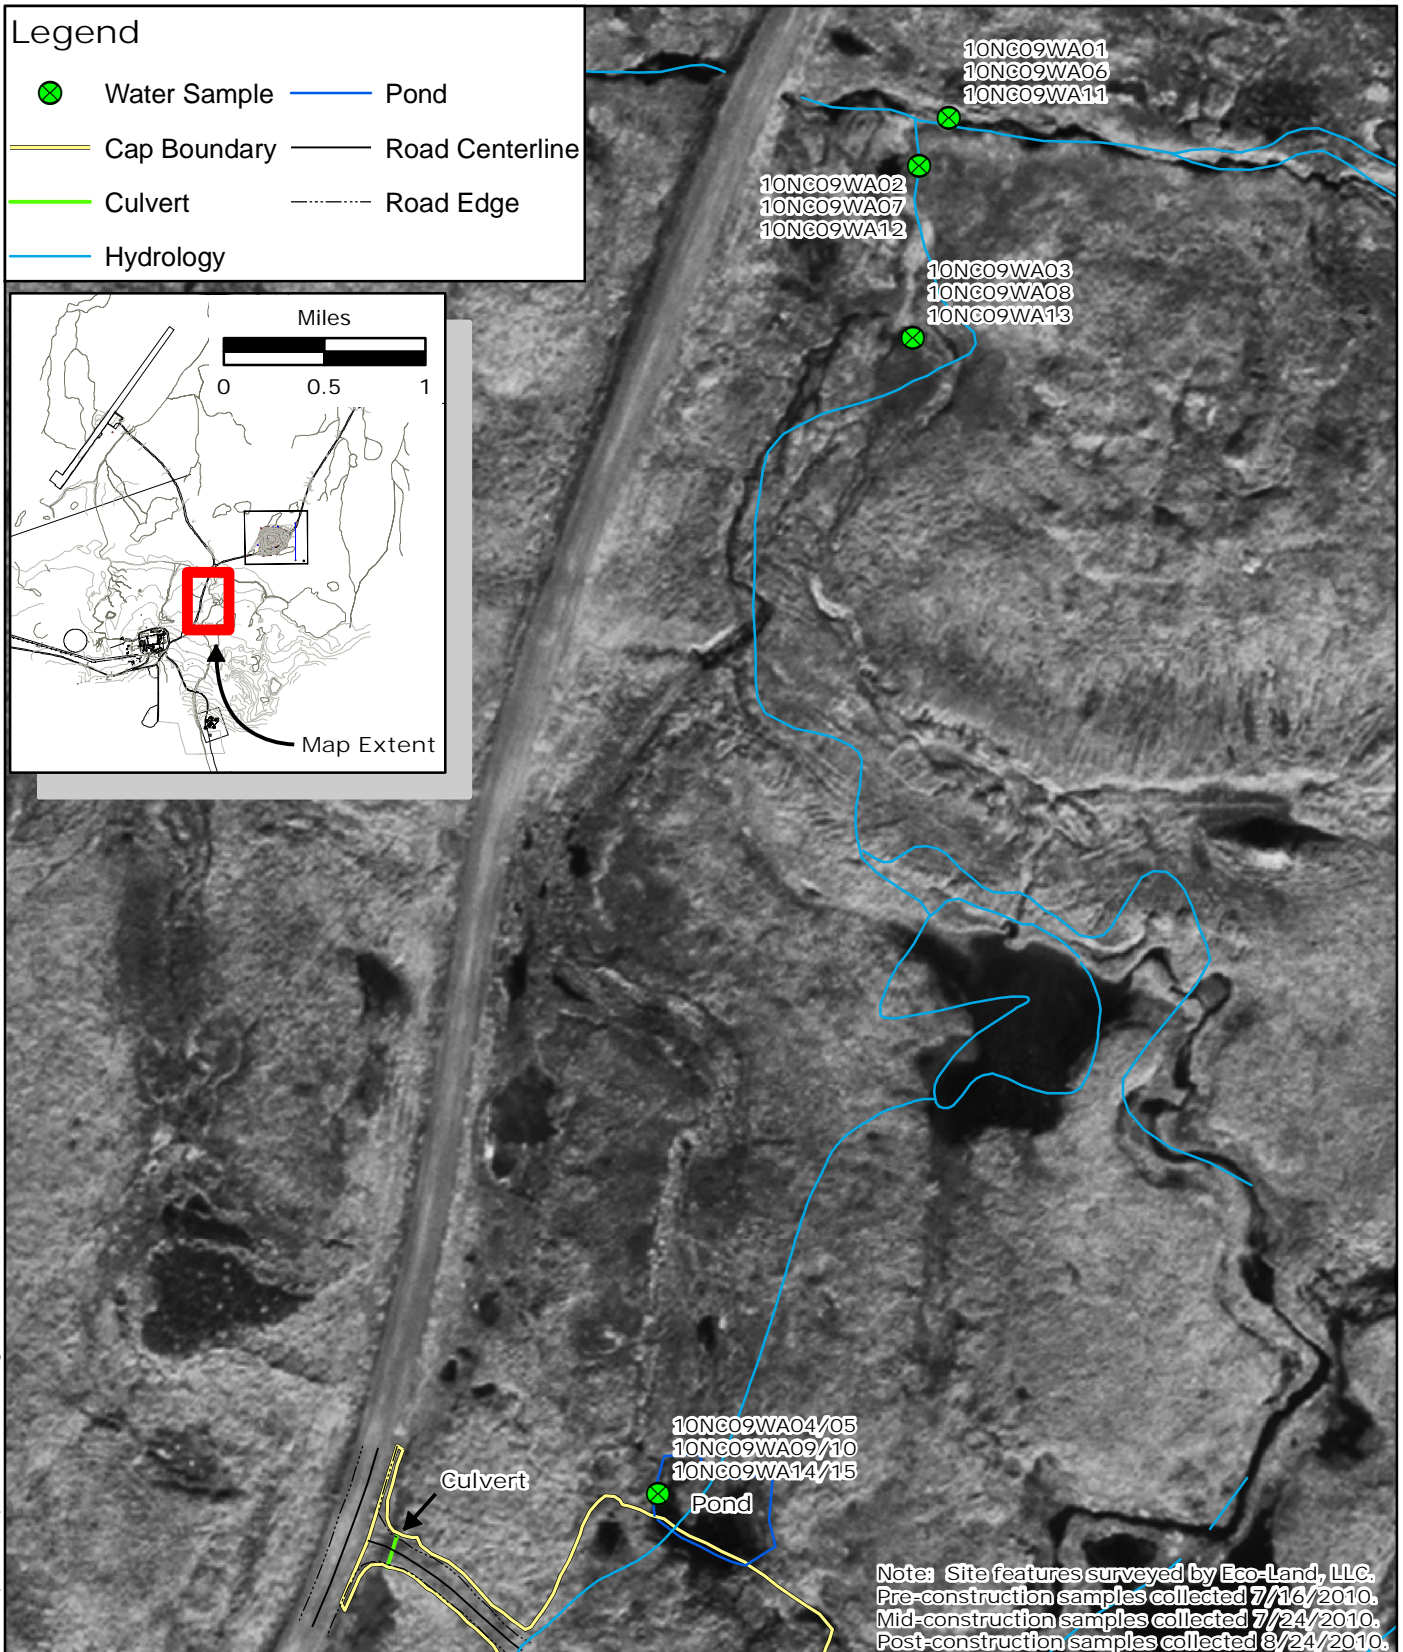 Legend
Water Sample
Pond
Cap Boundary
Road Centerline
Culvert
Road Edge
Hydrology
Miles
0 0.5 1
Map Extent
10NC09WA01
10NC09WA06
10NC09WA11
10NC09WA02
10NC09WA07
10NC09WA12
10NC09WA03
10NC09WA08
10NC09WA13
10NC09WA04/05
10NC09WA09/10
10NC09WA14/15
Pond
Culvert
Note: Site features surveyed by Eco-Land, LLC.
Pre-construction samples collected 7/16/2010.
Mid-construction samples collected 7/24/2010.
Post-construction samples collected 8/24/2010.